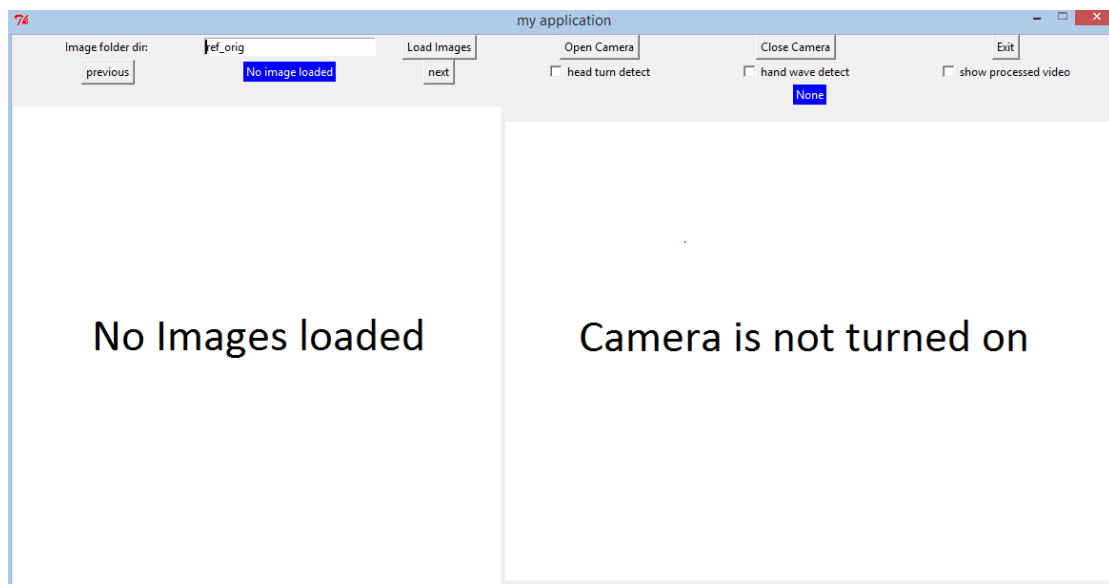 my application
Image folder dir: ref_orig Load Images Open Camera Close Camera Exit
previous No image loaded next head turn detect hand wave detect show processed video
None
No Images loaded
Camera is not turned on